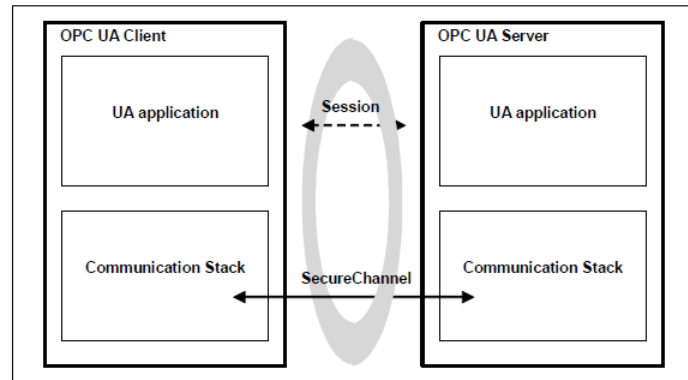 OPC UA Client
OPC UA Server
UA application
Session
UA application
Communication Stack
SecureChannel
Communication Stack